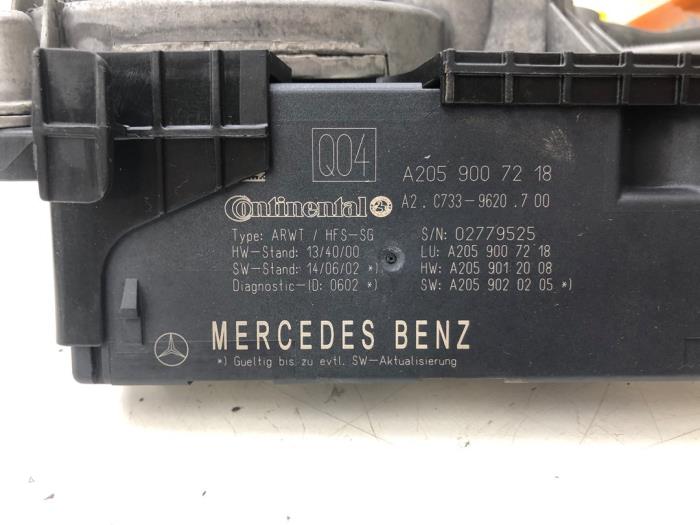 Q04
A205 900 72 18
Continental
A2.C733-9620.700
Type: ARWT / HFS-SG
S/N: 02779525
HW-Stand: 13/40/00
LU: A205 900 72 18
SW-Stand: 14/06/02 *)
HW: A205 901 20 08
Diagnostic-ID: 0602 *)
SW: A205 902 02 05 *)
MERCEDES BENZ
*) Gueltig bis zu evtl. SW-Aktualisierung